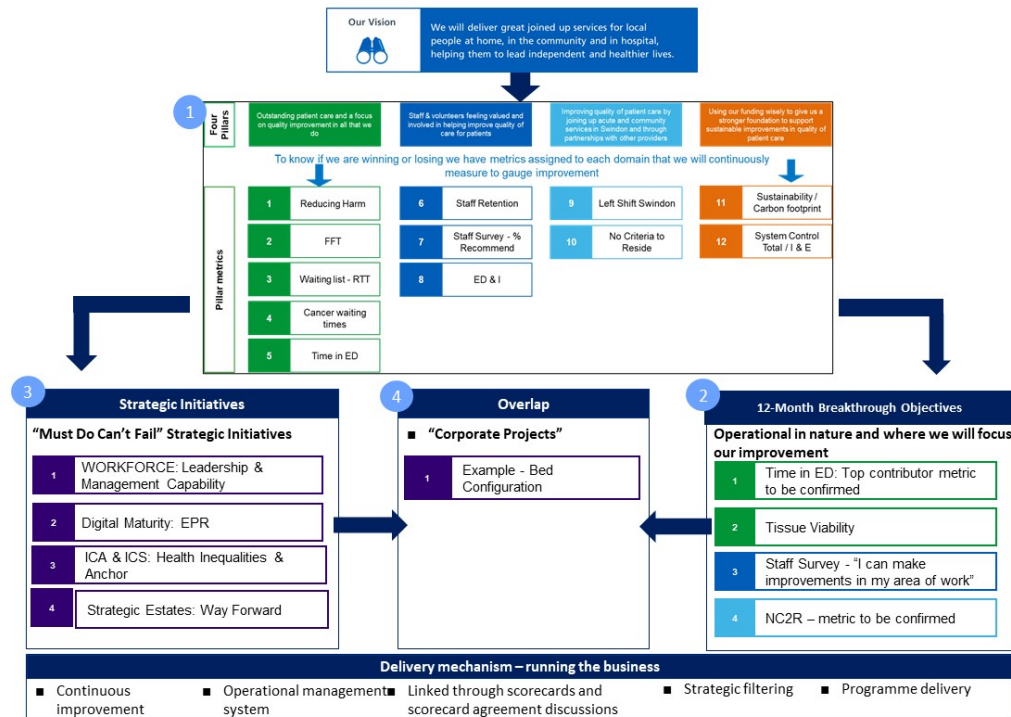 Our Vision
We will deliver great joined up services for local
people at home, in the community and in hospital,
helping them to lead independent and healthier lives.
1
Four
Pillars
Outstanding patient care and a focus
on quality improvement in all that we
do
Staff & volunteers feeling valued and
involved in helping improve quality of
care for patients
Improving quality of patient care by
joining up acute and community
services in Swindon and through
partnerships with other providers
Using our funding wisely to give us a
stronger foundation to support
sustainable improvements in quality of
patient care
To know if we are winning or losing we have metrics assigned to each domain that we will continuously
measure to gauge improvement
Pillar metrics
1
Reducing Harm
2
FFT
3
Waiting list - RTT
4
Cancer waiting
times
5
Time in ED
6
Staff Retention
7
Staff Survey - %
Recommend
8
ED & I
9
Left Shift Swindon
10
No Criteria to
Reside
11
Sustainability /
Carbon footprint
12
System Control
Total / I & E
3
Strategic Initiatives
“Must Do Can’t Fail” Strategic Initiatives
1
WORKFORCE: Leadership &
Management Capability
2
Digital Maturity: EPR
3
ICA & ICS: Health Inequalities &
Anchor
4
Strategic Estates: Way Forward
4
Overlap
■ “Corporate Projects”
1
Example - Bed
Configuration
2
12-Month Breakthrough Objectives
Operational in nature and where we will focus
our improvement
1
Time in ED: Top contributor metric
to be confirmed
2
Tissue Viability
3
Staff Survey - “I can make
improvements in my area of work”
4
NC2R – metric to be confirmed
Delivery mechanism – running the business
■ Continuous
improvement
■ Operational management
system
■ Linked through scorecards and
scorecard agreement discussions
■ Strategic filtering
■ Programme delivery